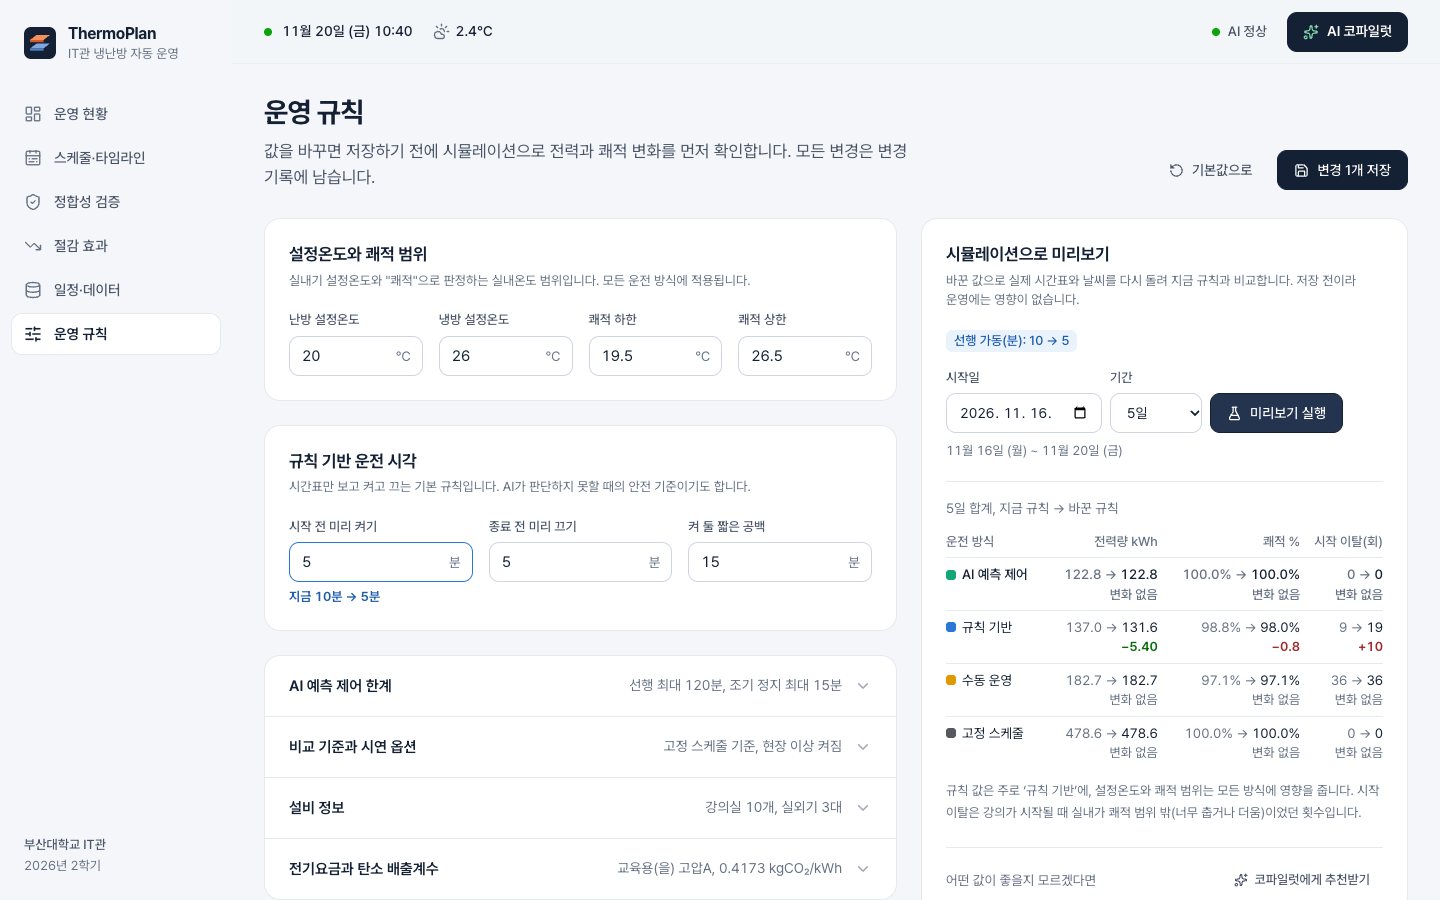 ThermoPlan
IT관 냉난방 자동 운영
운영 현황
스케줄·타임라인
정합성 검증
절감 효과
일정·데이터
운영 규칙
부산대학교 IT관
2026년 2학기
11월 20일 (금) 10:40
2.4°C
AI 정상
AI 코파일럿
운영 규칙
값을 바꾸면 저장하기 전에 시뮬레이션으로 전력과 쾌적 변화를 먼저 확인합니다. 모든 변경은 변경
기록에 남습니다.
기본값으로
변경 1개 저장
설정온도와 쾌적 범위
실내기 설정온도와 "쾌적"으로 판정하는 실내온도 범위입니다. 모든 운전 방식에 적용됩니다.
난방 설정온도 냉방 설정온도 쾌적 하한 쾌적 상한
20 °C 26 °C 19.5 °C 26.5 °C
규칙 기반 운전 시각
시간표만 보고 켜고 끄는 기본 규칙입니다. AI가 판단하지 못할 때의 안전 기준이기도 합니다.
시작 전 미리 켜기 종료 전 미리 끄기 켜 둘 짧은 공백
5 분 5 분 15 분
지금 10분 → 5분
AI 예측 제어 한계 선행 최대 120분, 조기 정지 최대 15분
비교 기준과 시연 옵션 고정 스케줄 기준, 현장 이상 켜짐
설비 정보 강의실 10개, 실외기 3대
전기요금과 탄소 배출계수 교육용(을) 고압A, 0.4173 kgCO₂/kWh
시뮬레이션으로 미리보기
바꾼 값으로 실제 시간표와 날씨를 다시 돌려 지금 규칙과 비교합니다. 저장 전이라
운영에는 영향이 없습니다.
선행 가동(분): 10 → 5
시작일 기간
2026. 11. 16. 5일 미리보기 실행
11월 16일 (월) ~ 11월 20일 (금)
5일 합계, 지금 규칙 → 바꾼 규칙
운전 방식 전력량 kWh 쾌적 % 시작 이탈(회)
AI 예측 제어 122.8 → 122.8 100.0% → 100.0% 0 → 0
변화 없음 변화 없음 변화 없음
규칙 기반 137.0 → 131.6 98.8% → 98.0% 9 → 19
−5.40 −0.8 +10
수동 운영 182.7 → 182.7 97.1% → 97.1% 36 → 36
변화 없음 변화 없음 변화 없음
고정 스케줄 478.6 → 478.6 100.0% → 100.0% 0 → 0
변화 없음 변화 없음 변화 없음
규칙 값은 주로 ‘규칙 기반’에, 설정온도와 쾌적 범위는 모든 방식에 영향을 줍니다. 시작
이탈은 강의가 시작될 때 실내가 쾌적 범위 밖(너무 춥거나 더움)이었던 횟수입니다.
어떤 값이 좋을지 모르겠다면 코파일럿에게 추천받기